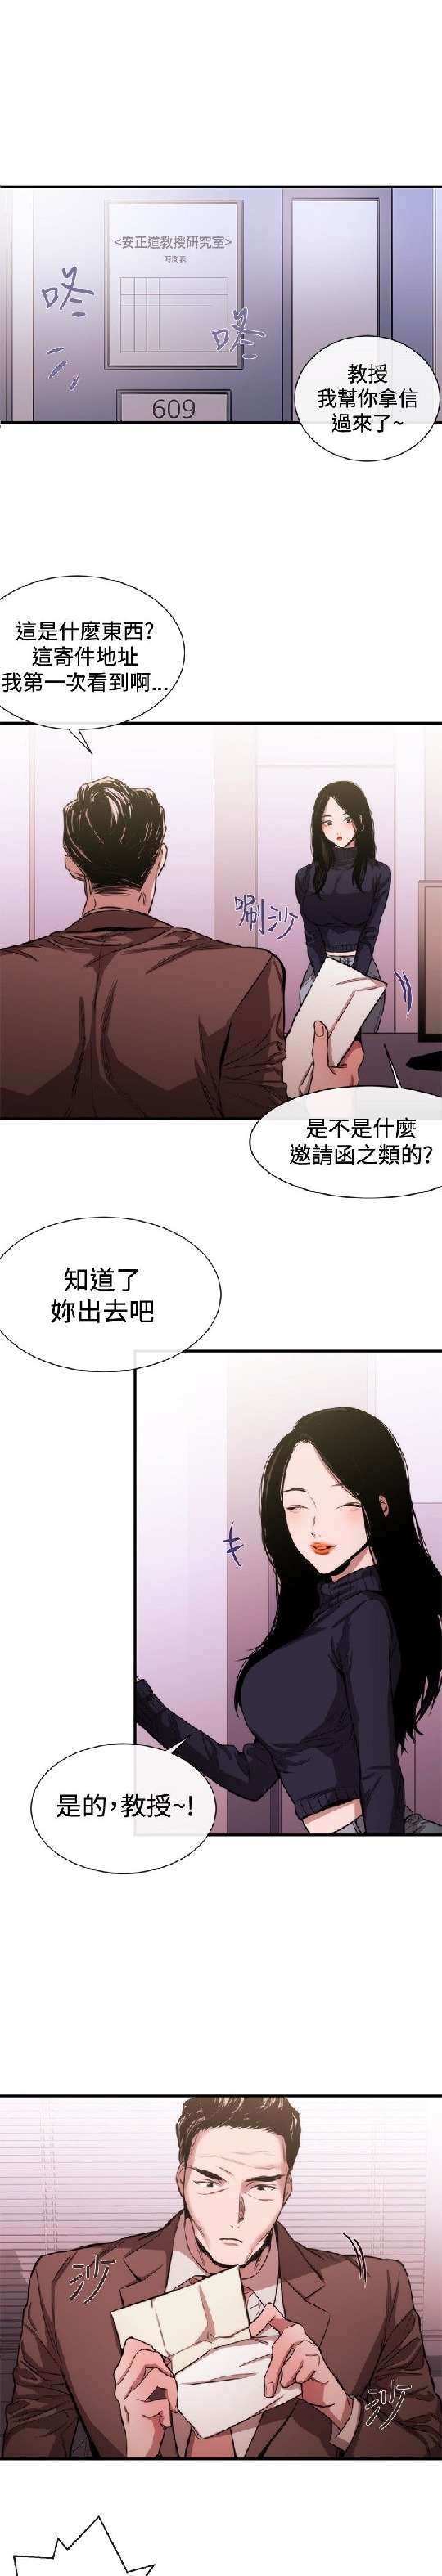 <安正道教授研究室>
時間表
咚
咚
609
教授
我幫你拿信
過來了~
這是什麼東西?
這寄件地址
我第一次看到啊...
唰沙
是不是什麼
邀請函之類的?
知道了
妳出去吧
是的,教授~!
沙
沙